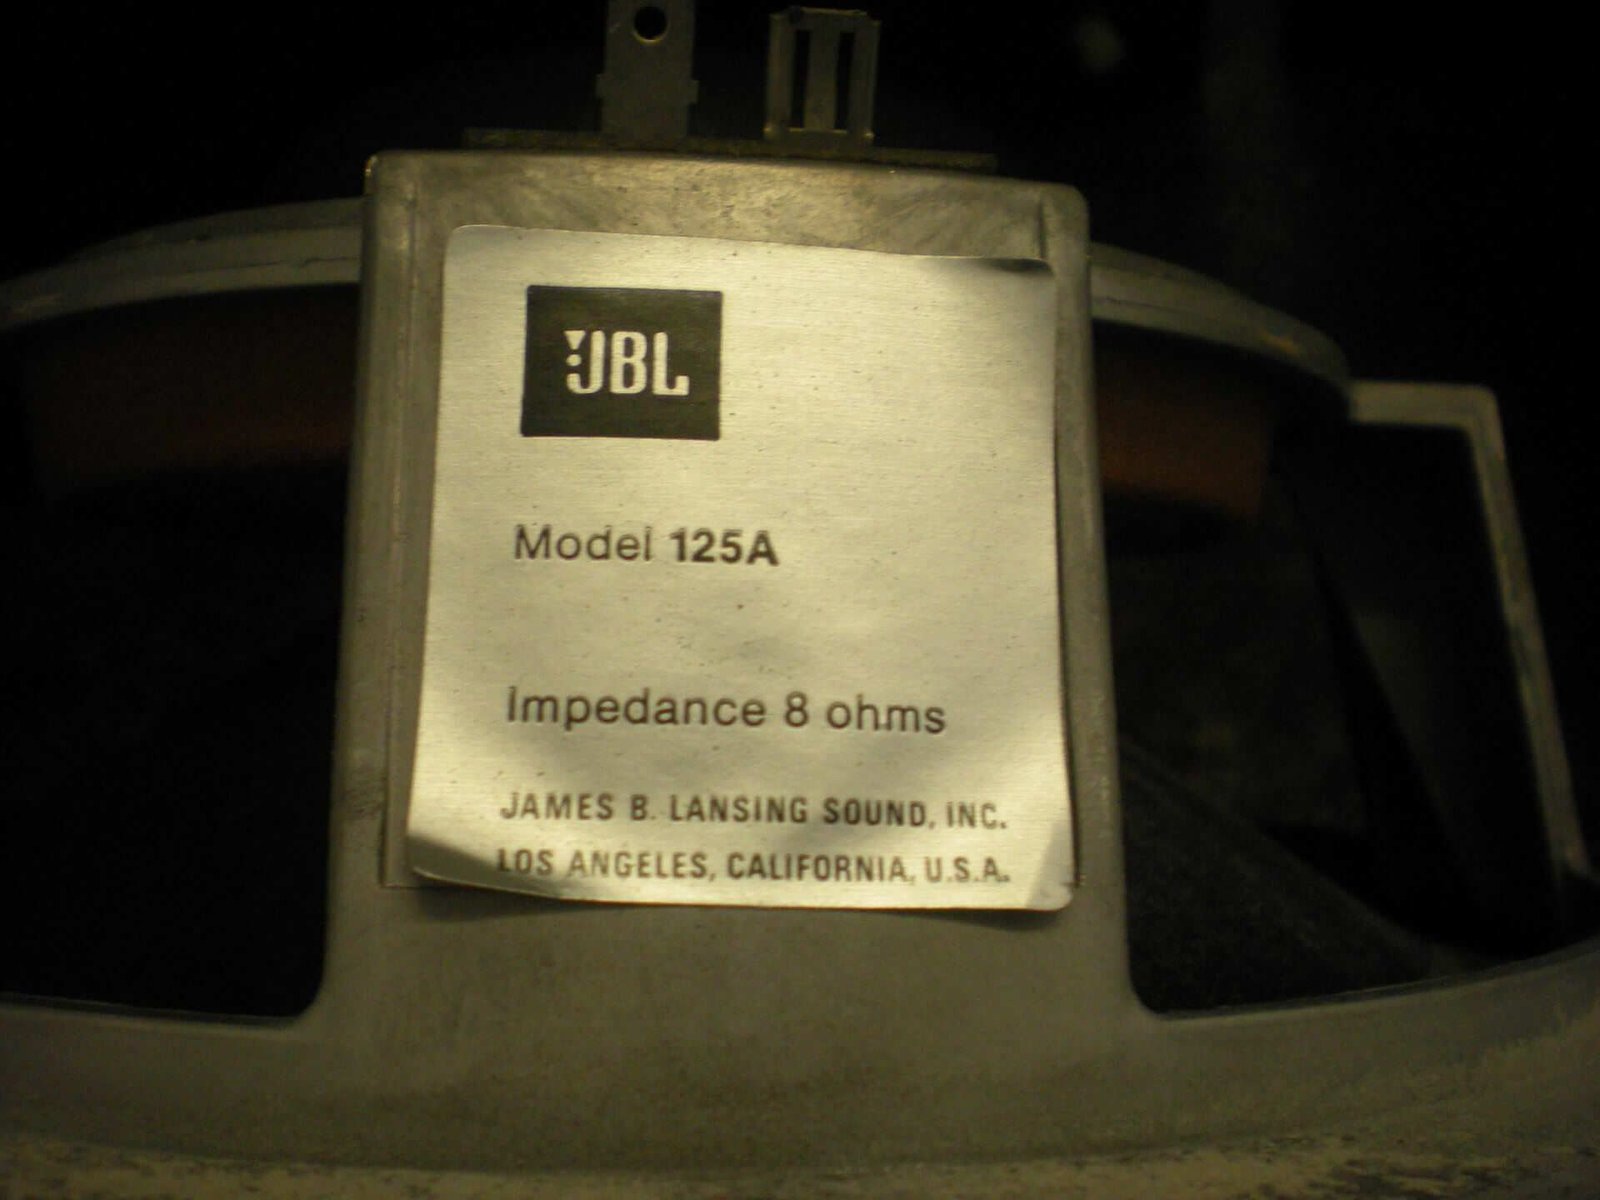 JBL
Model 125A
Impedance 8 ohms
JAMES B. LANSING SOUND, INC.
LOS ANGELES, CALIFORNIA, U.S.A.